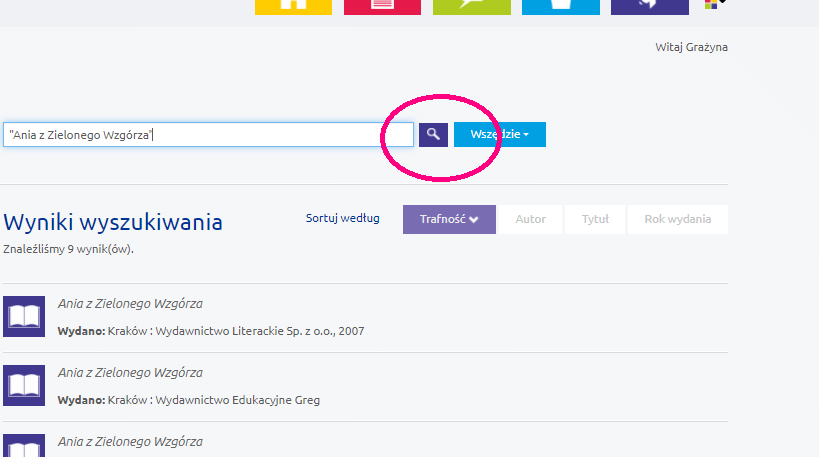 Witaj Grażyna
"Ania z Zielonego Wzgórza"
Wszędzie
Wyniki wyszukiwania
Sortuj według
Trafność
Autor
Tytuł
Rok wydania
Znaleźliśmy 9 wynik(ów).
Ania z Zielonego Wzgórza
Wydano: Kraków : Wydawnictwo Literackie Sp. z o.o., 2007
Ania z Zielonego Wzgórza
Wydano: Kraków : Wydawnictwo Edukacyjne Greg
Ania z Zielonego Wzgórza